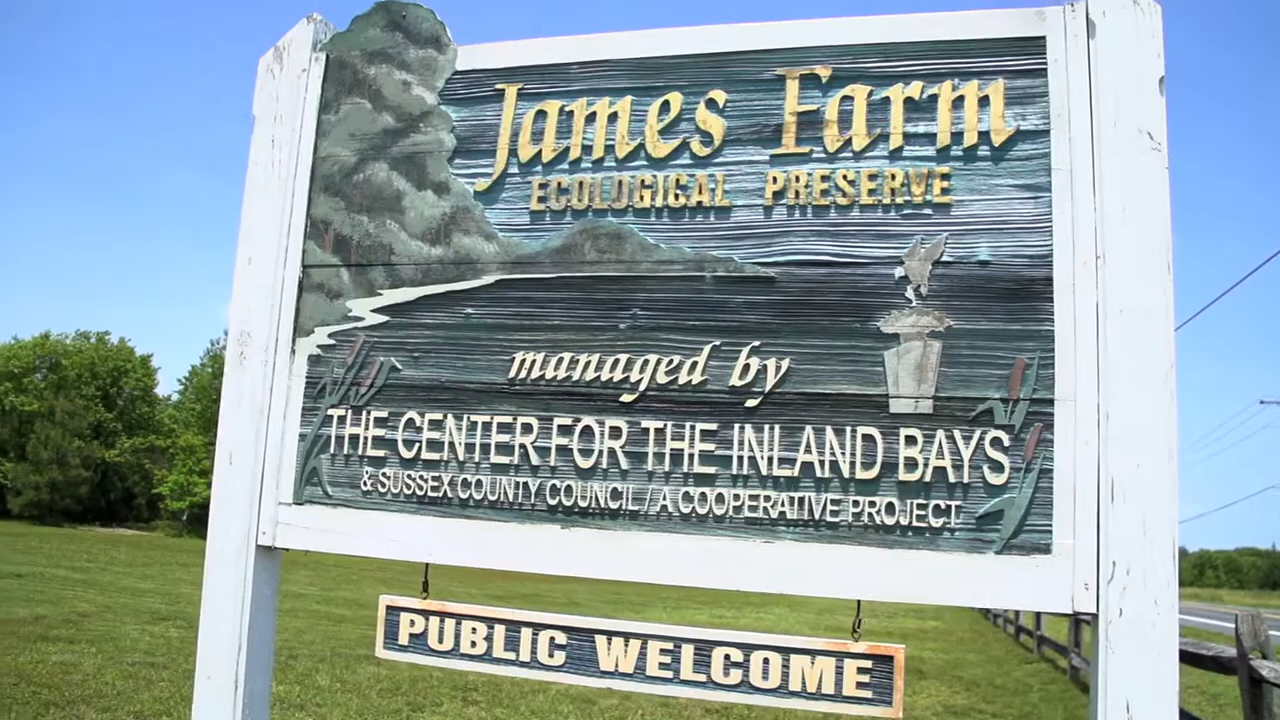 James Farm
ECOLOGICAL PRESERVE
managed by
THE CENTER FOR THE INLAND BAYS
& SUSSEX COUNTY COUNCIL / A COOPERATIVE PROJECT
PUBLIC WELCOME